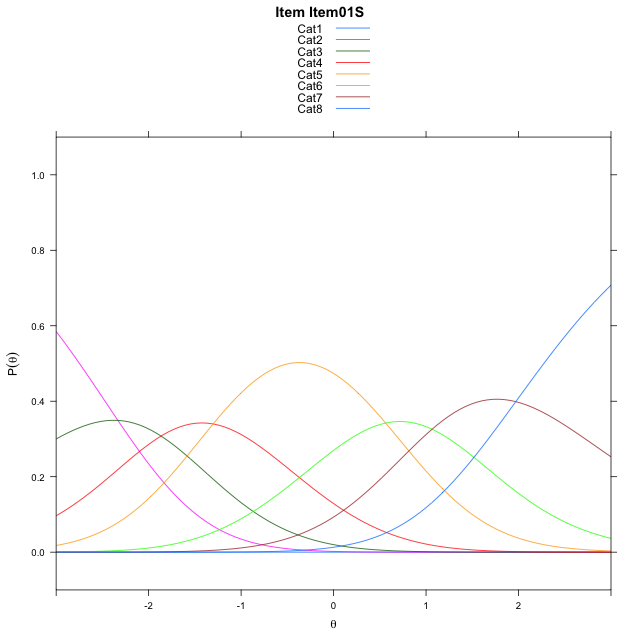 Item Item01S
Cat1
Cat2
Cat3
Cat4
Cat5
Cat6
Cat7
Cat8
1.0
0.8
0.6
0.4
0.2
0.0
P(θ)
-2 -1 0 1 2
θ